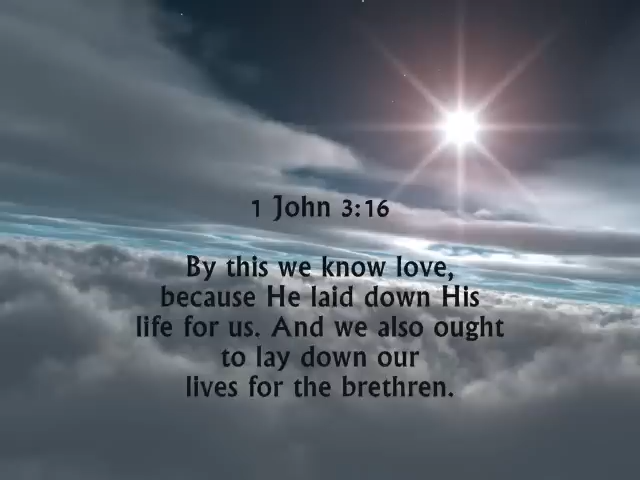 1 John 3:16
By this we know love,
because He laid down His
life for us. And we also ought
to lay down our
lives for the brethren.